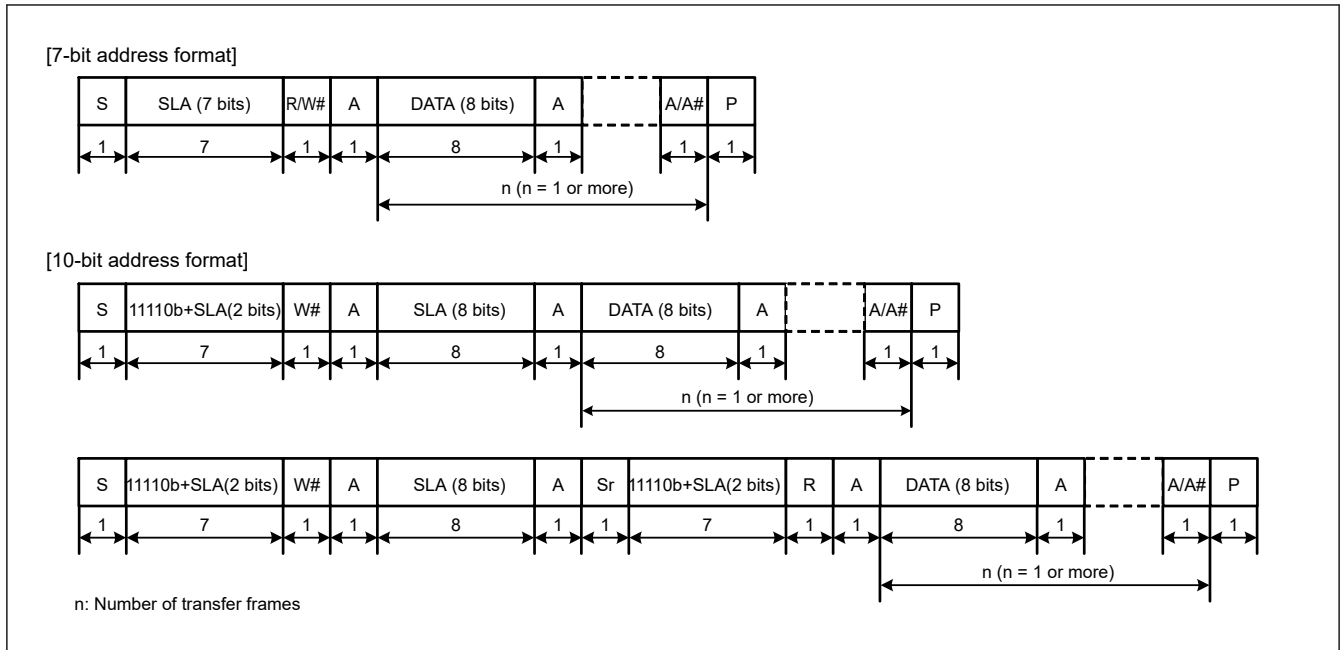 [7-bit address format]
S SLA (7 bits) R/W# A DATA (8 bits) A A/A# P
1 7 1 1 8 1 1 1
n (n = 1 or more)
[10-bit address format]
S 11110b+SLA(2 bits) W# A SLA (8 bits) A DATA (8 bits) A A/A# P
1 7 1 1 8 1 8 1 1 1
n (n = 1 or more)
S 11110b+SLA(2 bits) W# A SLA (8 bits) A Sr 11110b+SLA(2 bits) R A DATA (8 bits) A A/A# P
1 7 1 1 8 1 1 7 1 1 8 1 1 1
n (n = 1 or more)
n: Number of transfer frames